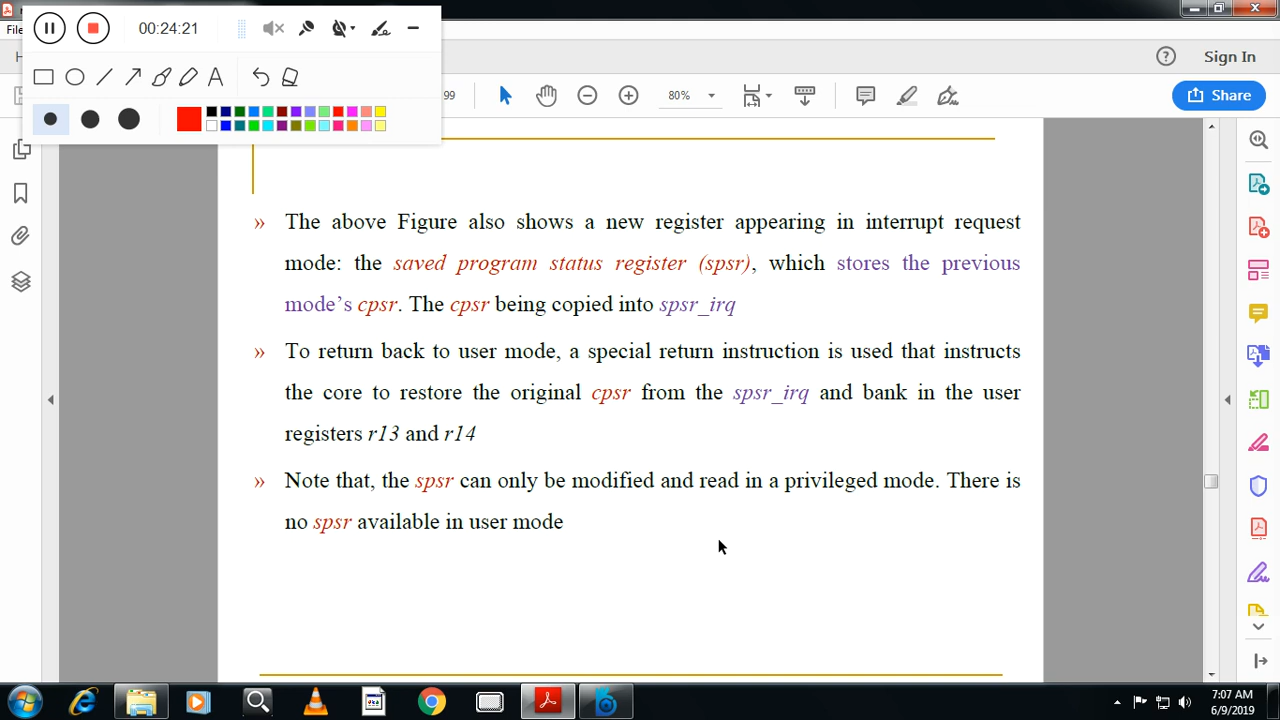 00:24:21
File
Sign In
99
80%
Share
» The above Figure also shows a new register appearing in interrupt request
mode: the saved program status register (spsr), which stores the previous
mode’s cpsr. The cpsr being copied into spsr_irq
» To return back to user mode, a special return instruction is used that instructs
the core to restore the original cpsr from the spsr_irq and bank in the user
registers r13 and r14
» Note that, the spsr can only be modified and read in a privileged mode. There is
no spsr available in user mode
7:07 AM
6/9/2019